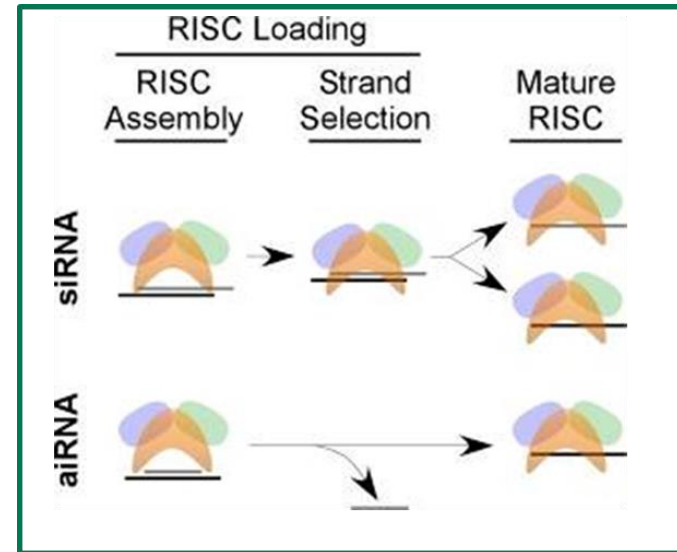 RISC Loading
RISC Assembly
Strand Selection
Mature RISC
siRNA
aiRNA